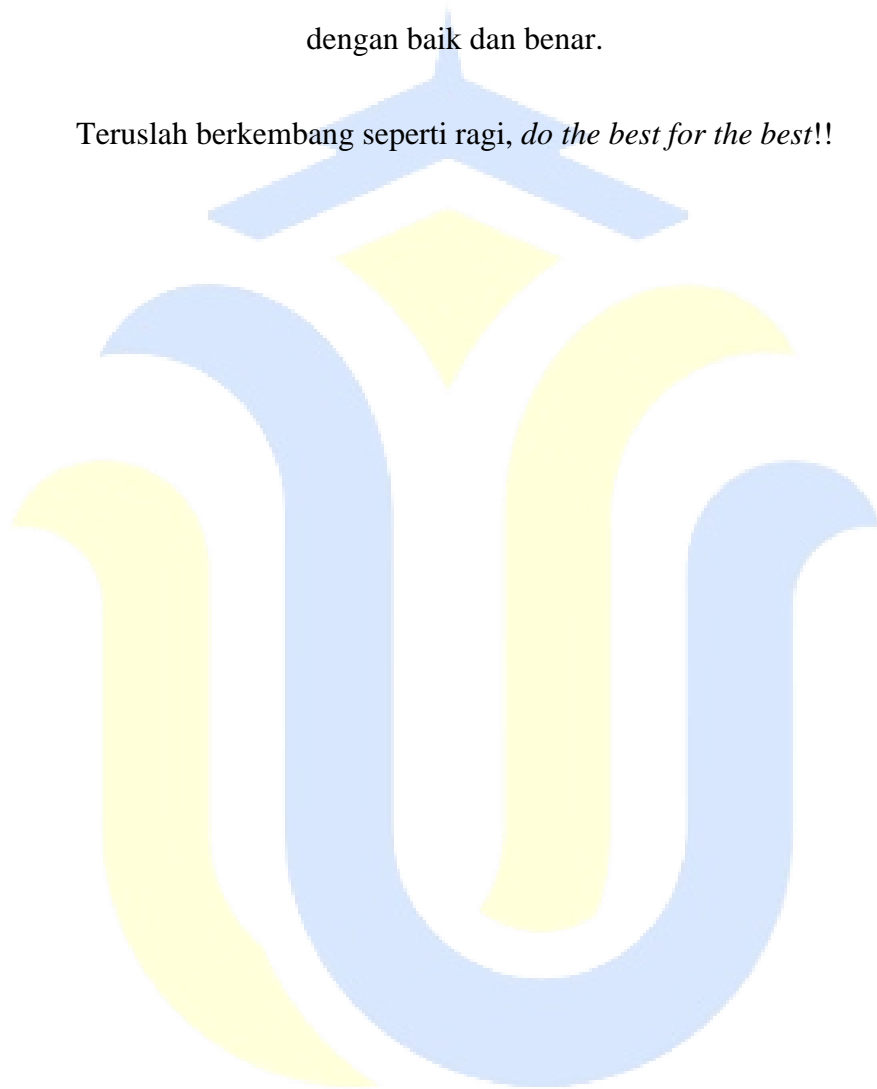 dengan baik dan benar.
Teruslah berkembang seperti ragi, do the best for the best!!